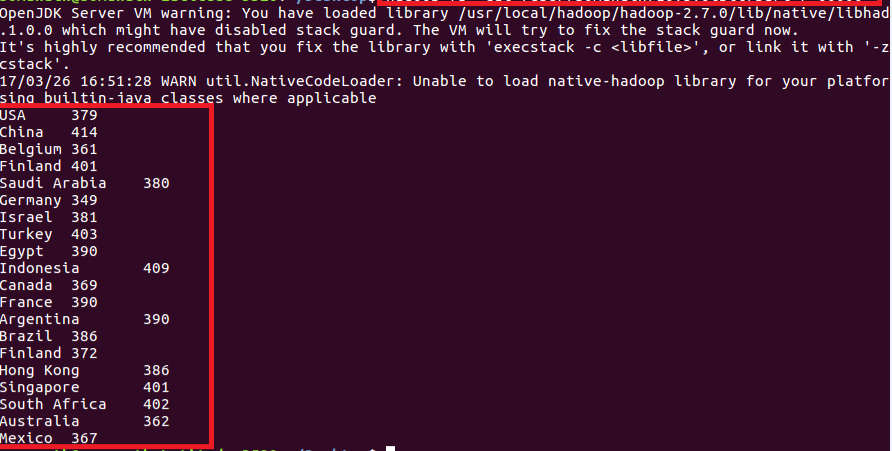 OpenJDK Server VM warning: You have loaded library /usr/local/hadoop/hadoop-2.7.0/lib/native/libhad
.1.0.0 which might have disabled stack guard. The VM will try to fix the stack guard now.
It's highly recommended that you fix the library with 'execstack -c <libfile>', or link it with '-z
cstack'.
17/03/26 16:51:28 WARN util.NativeCodeLoader: Unable to load native-hadoop library for your platfor
sing builtin-java classes where applicable
USA 379
China 414
Belgium 361
Finland 401
Saudi Arabia 380
Germany 349
Israel 381
Turkey 403
Egypt 390
Indonesia 409
Canada 369
France 390
Argentina 390
Brazil 386
Finland 372
Hong Kong 386
Singapore 401
South Africa 402
Australia 362
Mexico 367